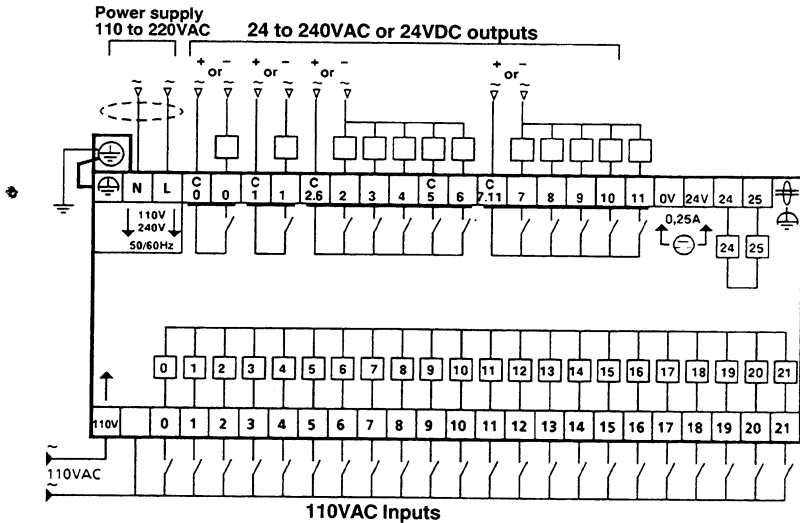 Power supply
110 to 220VAC
24 to 240VAC or 24VDC outputs
+ or − + or − + or − + or −
~ ~ ~ ~ ~ ~ ~ ~ ~ ~
N L C 0 0 C 1 1 C 2.6 2 3 4 C 5 6 C 7.11 7 8 9 10 11 0V 24V 24 25
110V
240V
50/60Hz
0,25A
24 25
0 1 2 3 4 5 6 7 8 9 10 11 12 13 14 15 16 17 18 19 20 21
110V 0 1 2 3 4 5 6 7 8 9 10 11 12 13 14 15 16 17 18 19 20 21
~
110VAC
~
110VAC Inputs